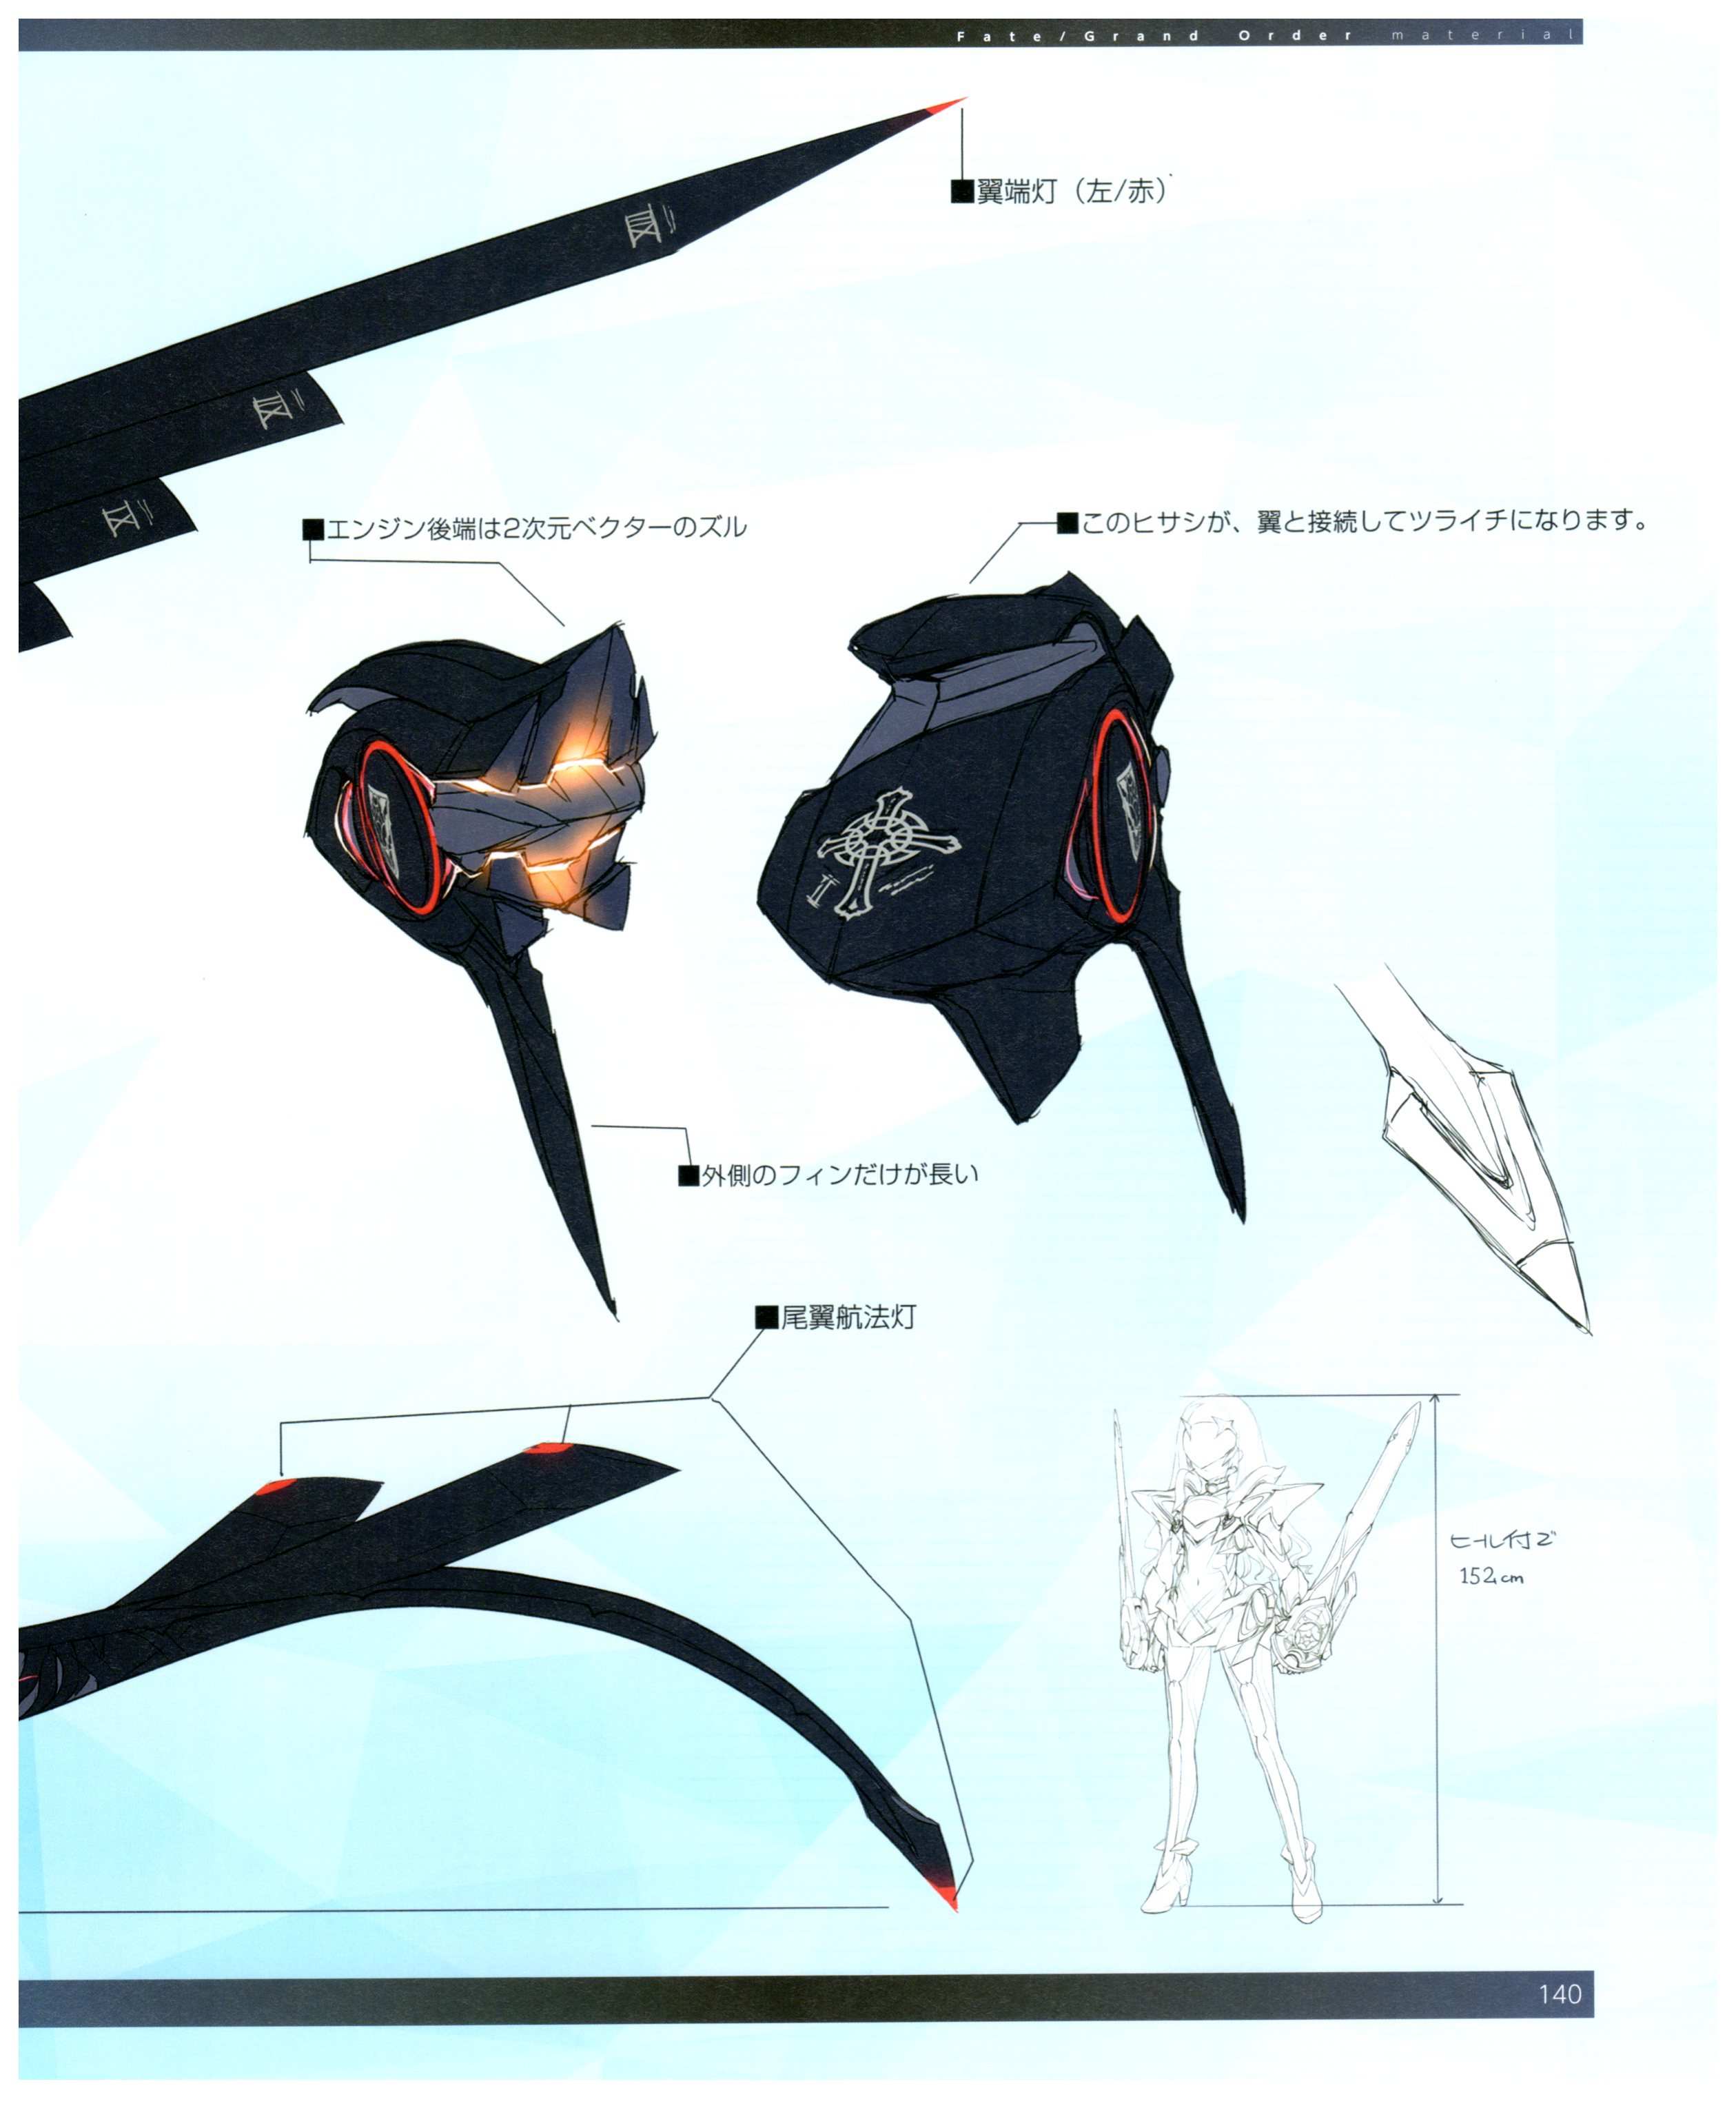 Fate/Grand Order material
■翼端灯（左/赤）
■エンジン後端は2次元ベクターのズル
■このヒサシが、翼と接続してツライチになります。
■外側のフィンだけが長い
■尾翼航法灯
ヒール付で
152cm
140